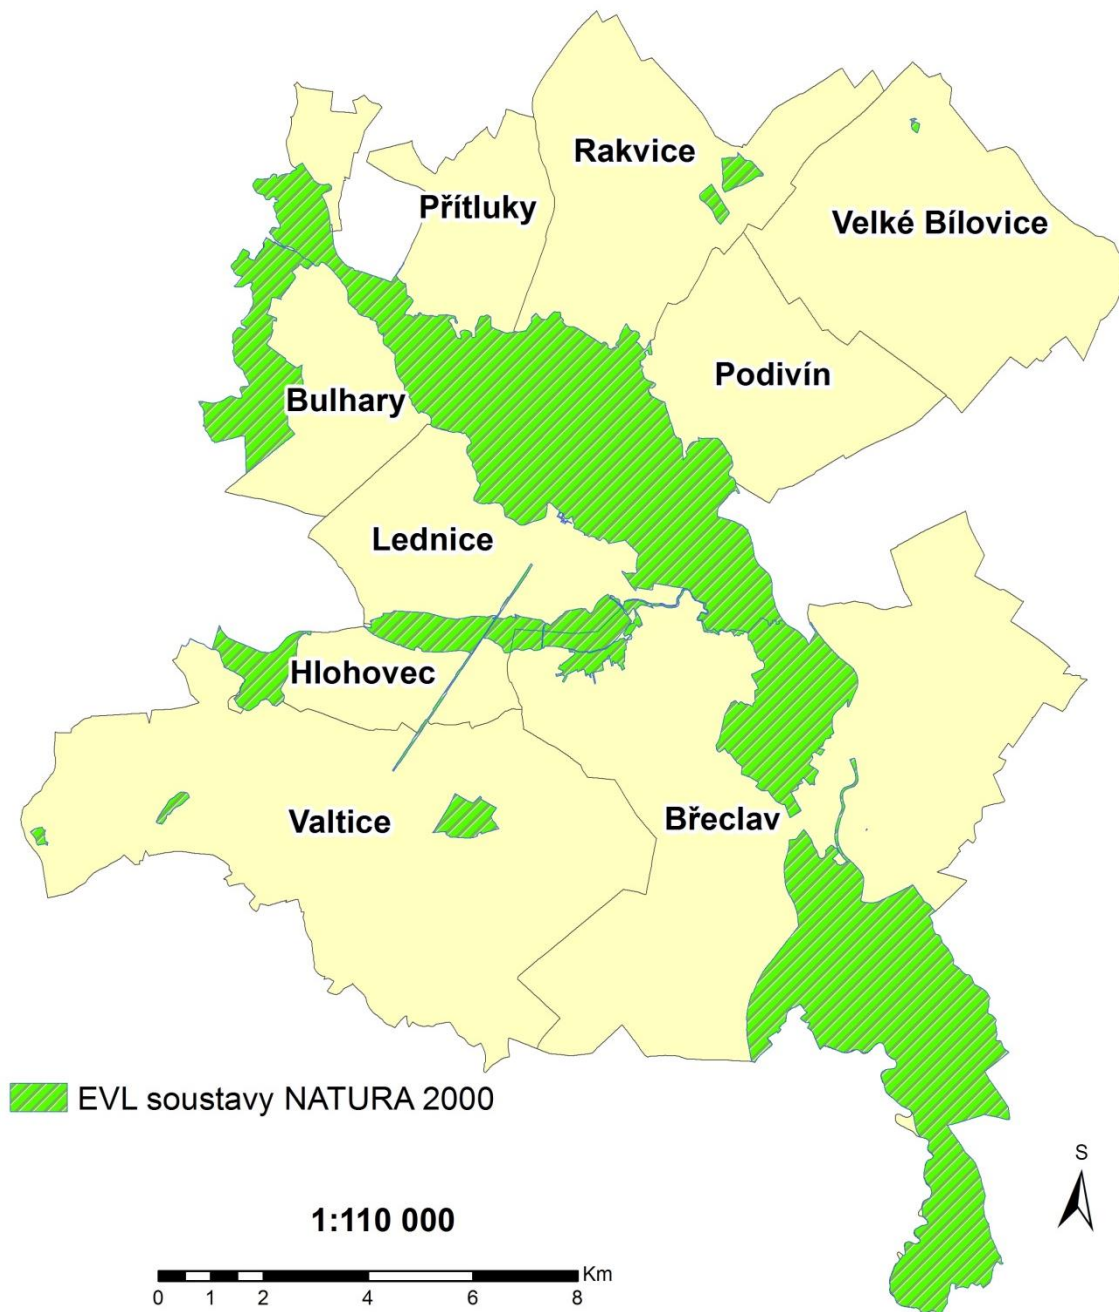 Rakvice
Přítluky
Velké Bílovice
Podivín
Bulhary
Lednice
Hlohovec
Valtice
Břeclav
EVL soustavy NATURA 2000
S
1:110 000
Km
0 1 2 4 6 8